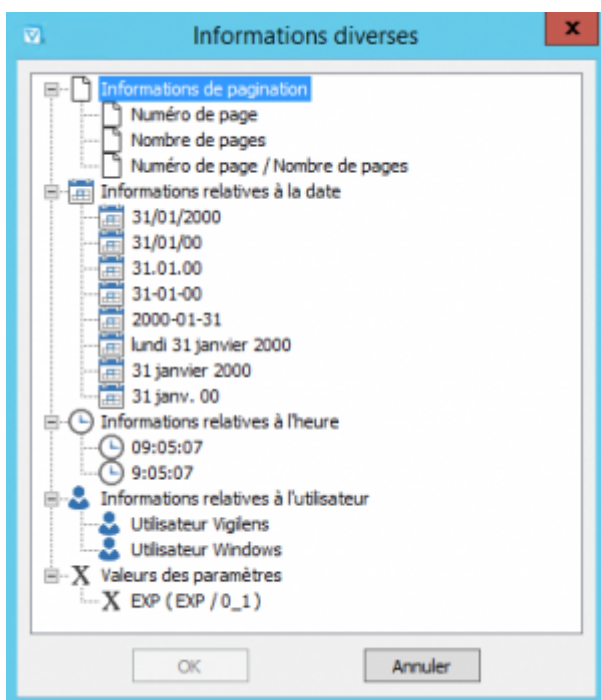 Informations diverses
Informations de pagination
Numéro de page
Nombre de pages
Numéro de page / Nombre de pages
Informations relatives à la date
31/01/2000
31/01/00
31.01.00
31-01-00
2000-01-31
lundi 31 janvier 2000
31 janvier 2000
31 janv. 00
Informations relatives à l'heure
09:05:07
9:05:07
Informations relatives à l'utilisateur
Utilisateur Vigilens
Utilisateur Windows
X Valeurs des paramètres
X EXP ( EXP / 0_1 )
OK Annuler